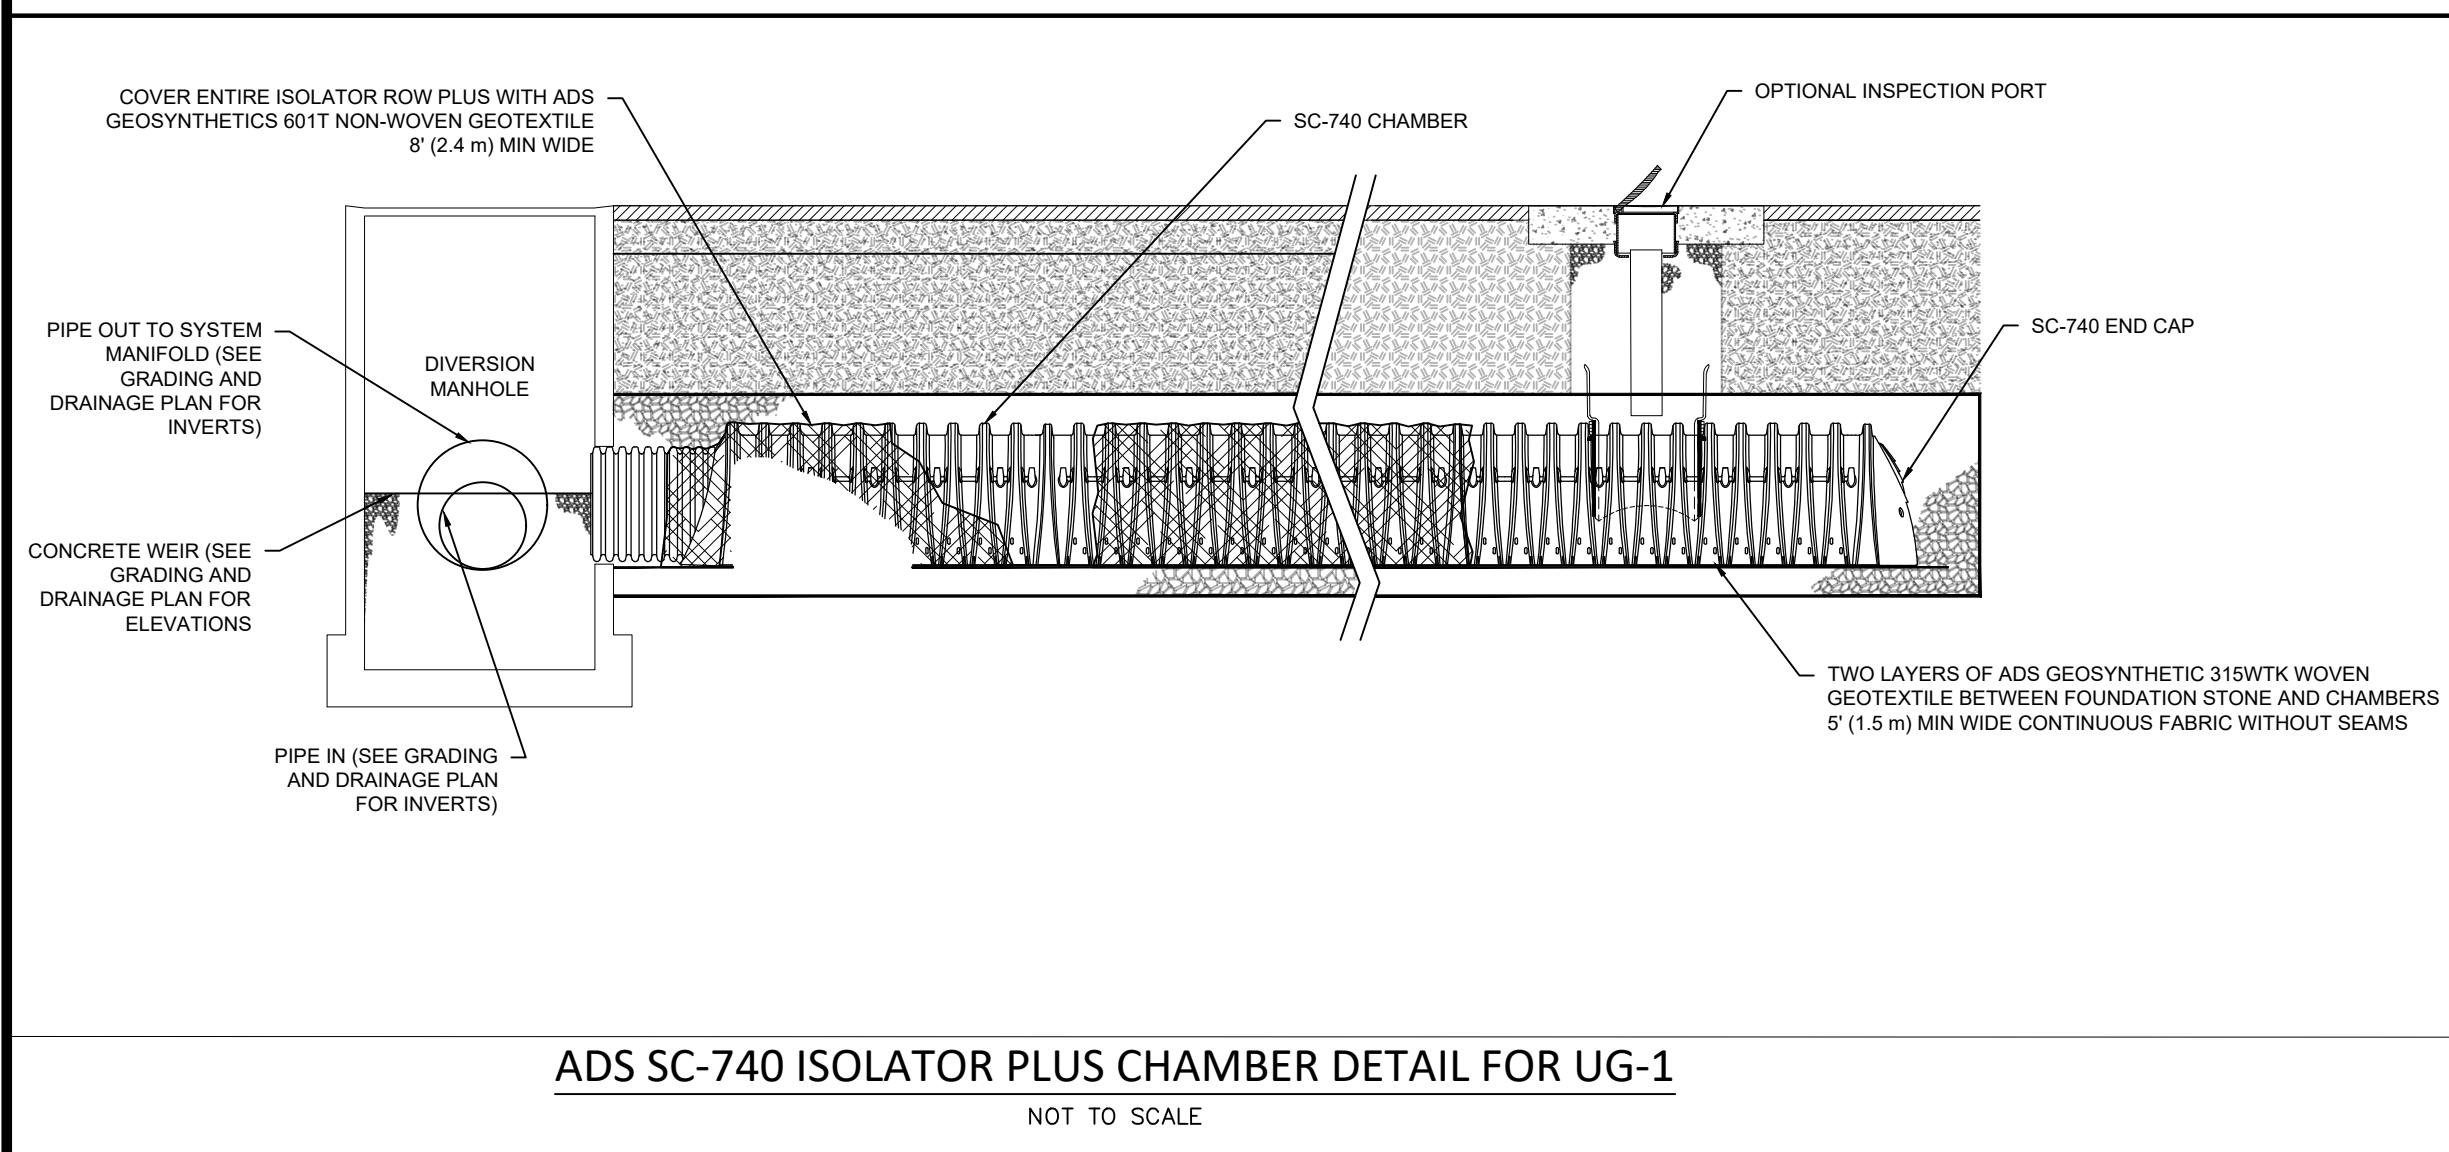 COVER ENTIRE ISOLATOR ROW PLUS WITH ADS
GEOSYNTHETICS 601T NON-WOVEN GEOTEXTILE
8' (2.4 m) MIN WIDE
SC-740 CHAMBER
OPTIONAL INSPECTION PORT
PIPE OUT TO SYSTEM
MANIFOLD (SEE
GRADING AND
DRAINAGE PLAN FOR
INVERTS)
DIVERSION
MANHOLE
SC-740 END CAP
CONCRETE WEIR (SEE
GRADING AND
DRAINAGE PLAN FOR
ELEVATIONS
PIPE IN (SEE GRADING
AND DRAINAGE PLAN
FOR INVERTS)
TWO LAYERS OF ADS GEOSYNTHETIC 315WTK WOVEN
GEOTEXTILE BETWEEN FOUNDATION STONE AND CHAMBERS
5' (1.5 m) MIN WIDE CONTINUOUS FABRIC WITHOUT SEAMS
ADS SC-740 ISOLATOR PLUS CHAMBER DETAIL FOR UG-1
NOT TO SCALE